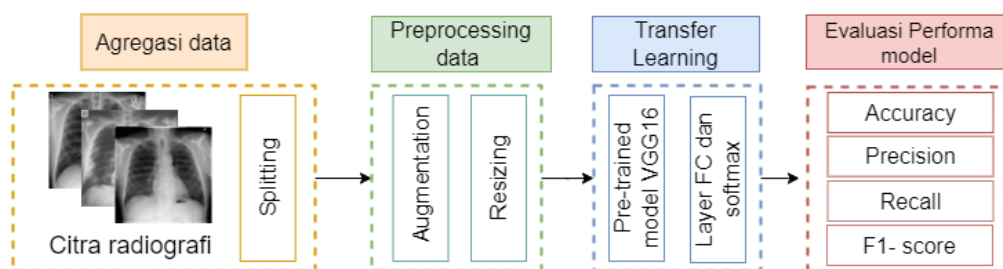 Agregasi data
Preprocessing
data
Transfer
Learning
Evaluasi Performa
model
Citra radiografi
Splitting
Augmentation
Resizing
Pre-trained
model VGG16
Layer FC dan
softmax
Accuracy
Precision
Recall
F1- score